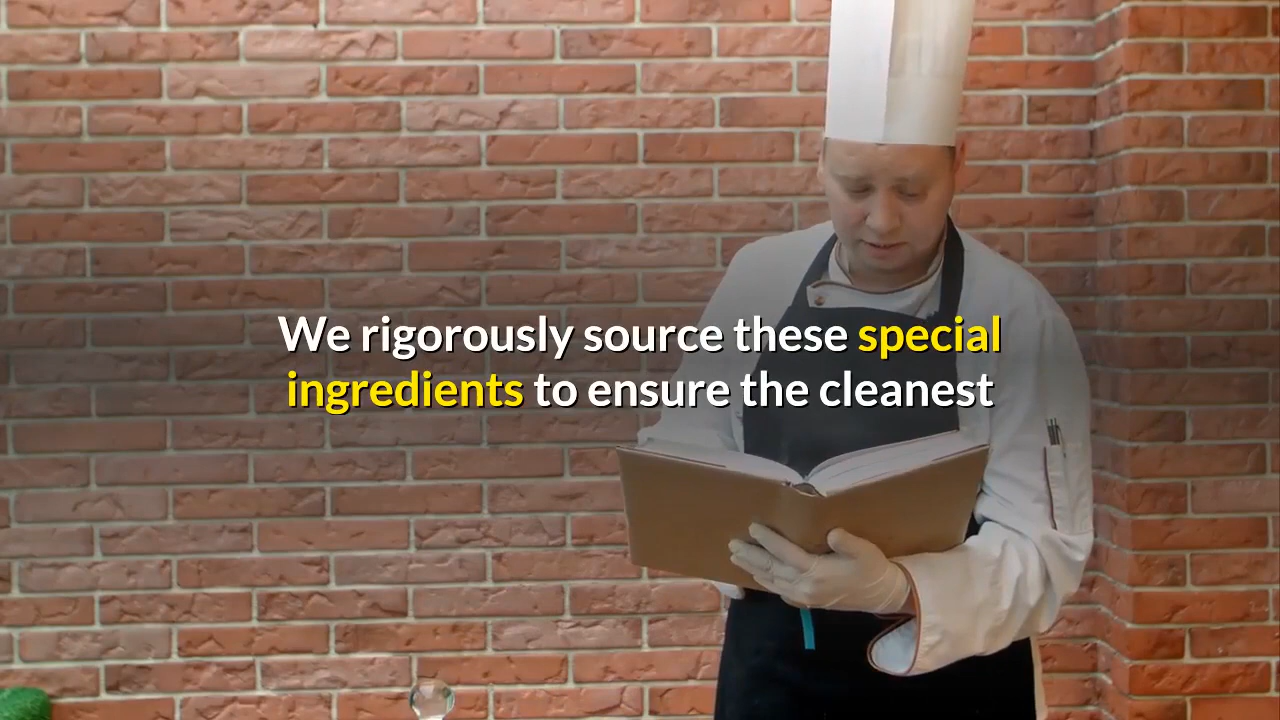 We rigorously source these special
ingredients to ensure the cleanest